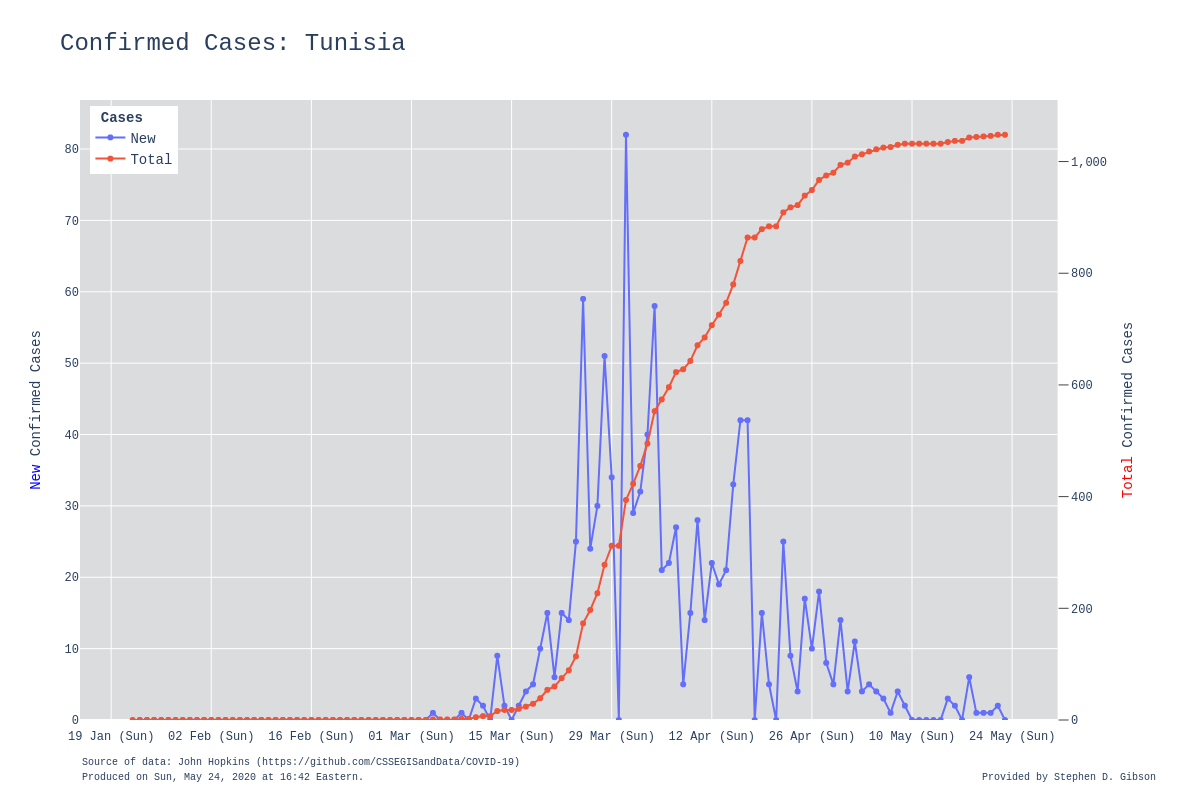 Confirmed Cases: Tunisia
Cases
New
Total
80
70
60
50
40
30
20
10
0
New Confirmed Cases
1,000
800
600
400
200
0
Total Confirmed Cases
19 Jan (Sun) 02 Feb (Sun) 16 Feb (Sun) 01 Mar (Sun) 15 Mar (Sun) 29 Mar (Sun) 12 Apr (Sun) 26 Apr (Sun) 10 May (Sun) 24 May (Sun)
Source of data: John Hopkins (https://github.com/CSSEGISandData/COVID-19)
Produced on Sun, May 24, 2020 at 16:42 Eastern.
Provided by Stephen D. Gibson